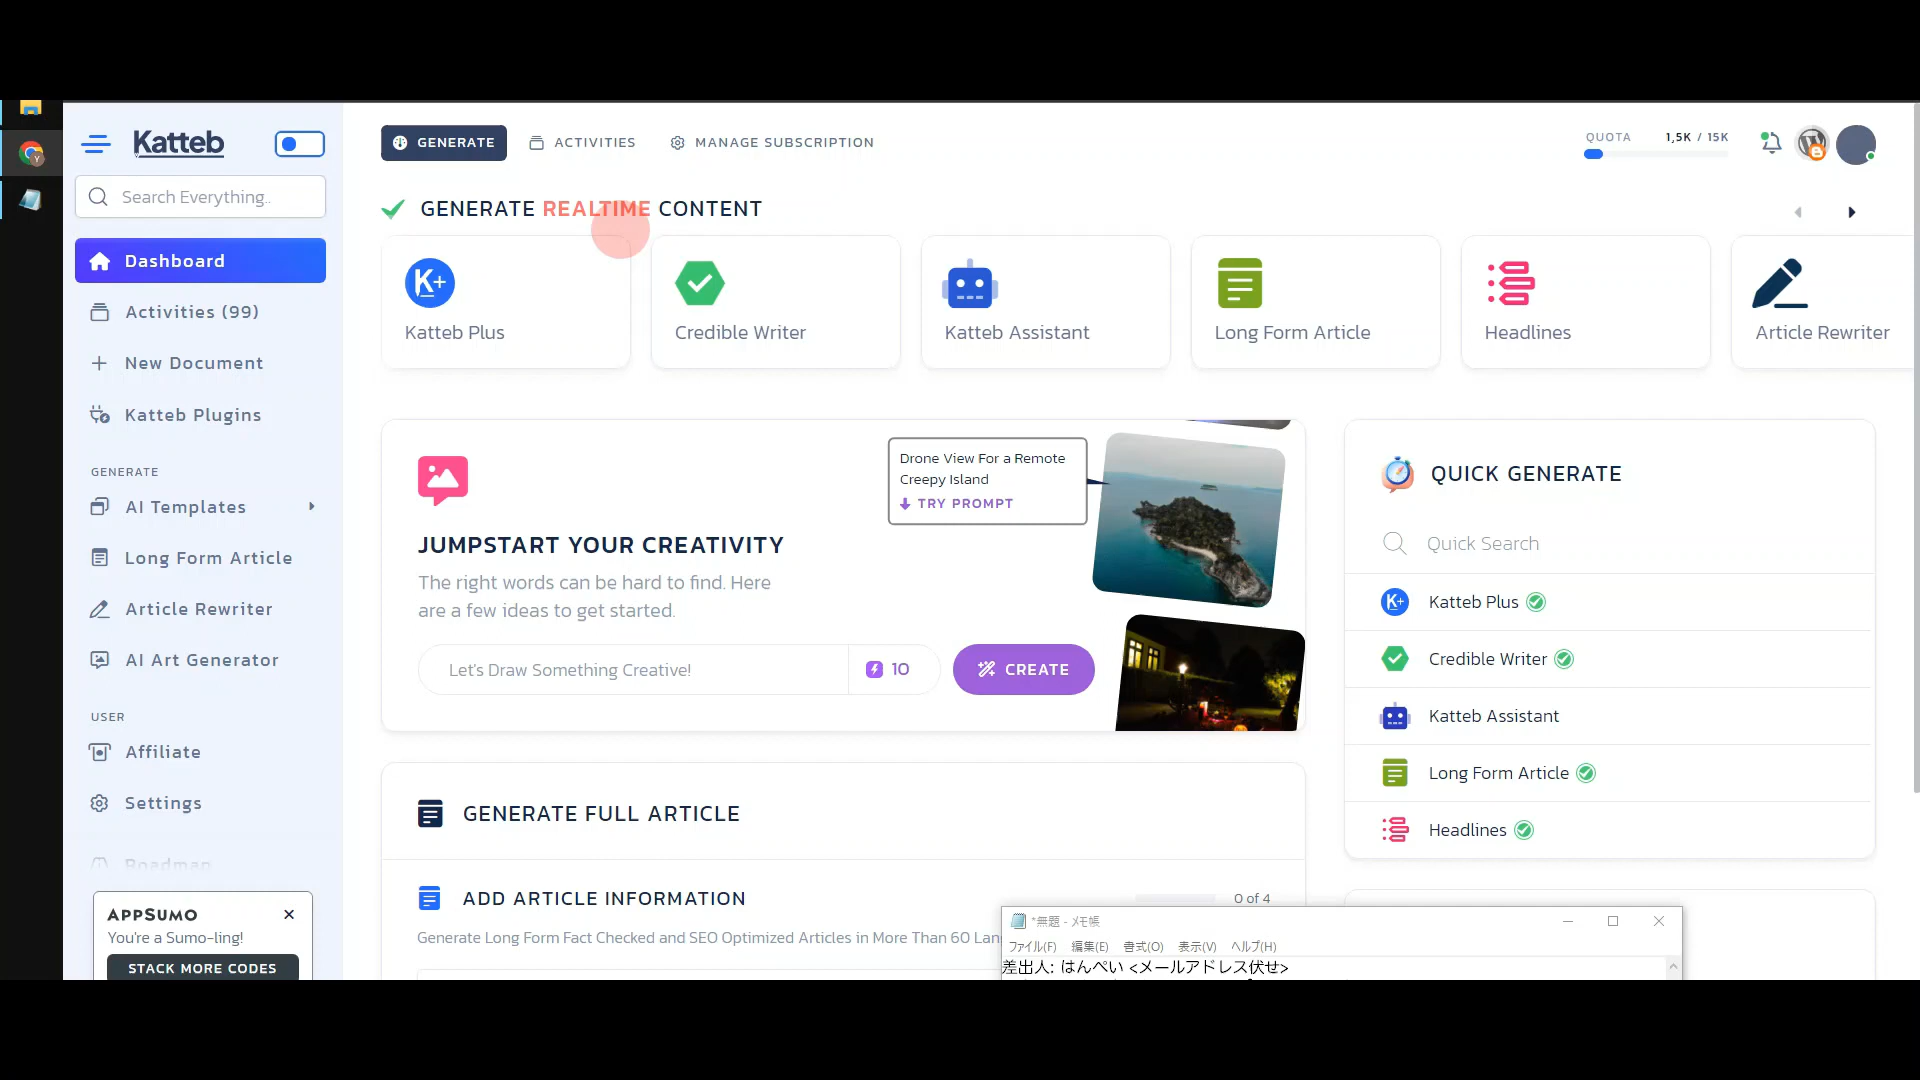 Katteb
Search Everything..
Dashboard
Activities (99)
New Document
Katteb Plugins
GENERATE
AI Templates
Long Form Article
Article Rewriter
AI Art Generator
USER
Affiliate
Settings
Roadmap
APPSUMO
You're a Sumo-ling!
STACK MORE CODES
GENERATE
ACTIVITIES
MANAGE SUBSCRIPTION
QUOTA 1,5K / 15K
GENERATE REALTIME CONTENT
Katteb Plus
Credible Writer
Katteb Assistant
Long Form Article
Headlines
Article Rewriter
JUMPSTART YOUR CREATIVITY
The right words can be hard to find. Here
are a few ideas to get started.
Let's Draw Something Creative!
10
CREATE
Drone View For a Remote
Creepy Island
TRY PROMPT
QUICK GENERATE
Quick Search
Katteb Plus
Credible Writer
Katteb Assistant
Long Form Article
Headlines
GENERATE FULL ARTICLE
ADD ARTICLE INFORMATION
0 of 4
Generate Long Form Fact Checked and SEO Optimized Articles in More Than 60
*無題 - メモ帳
ファイル(F) 編集(E) 書式(O) 表示(V) ヘルプ(H)
差出人: はんぺい <メールアドレス伏せ>